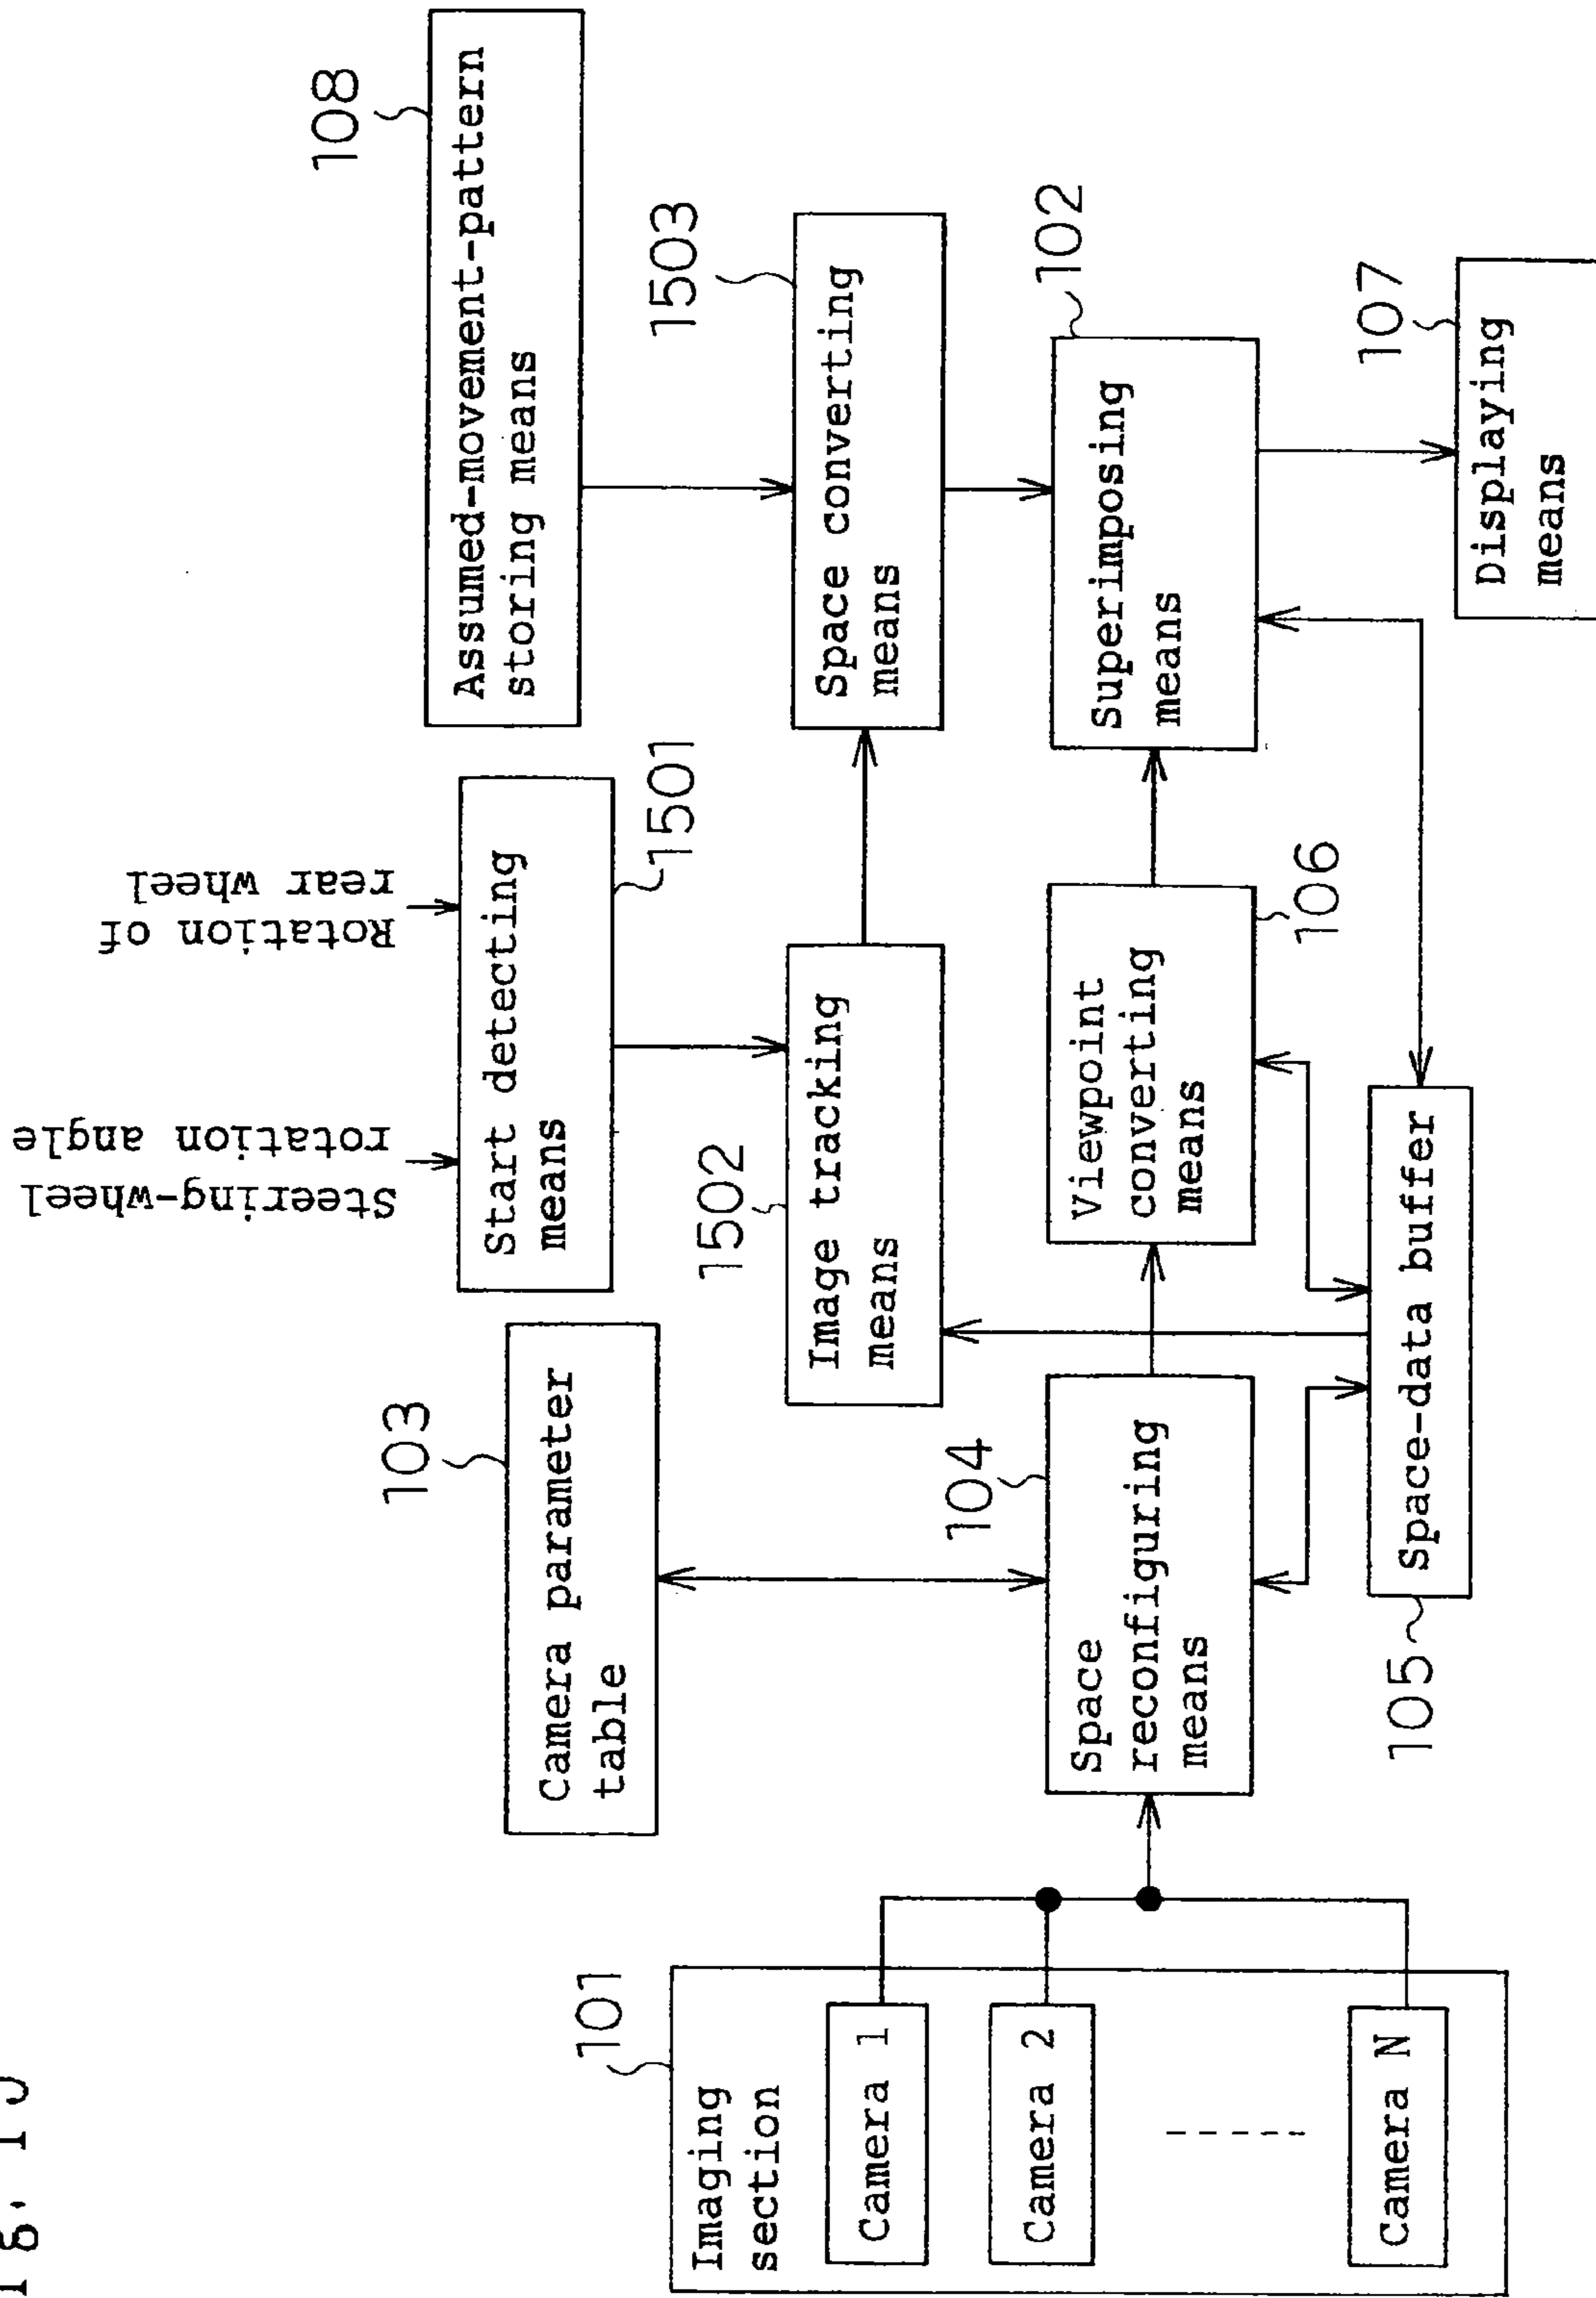 101
Imaging
section
Camera 1
Camera 2
Camera N
103
Camera parameter
table
Steering-wheel
rotation angle
Rotation of
rear wheel
Start detecting
means
1501
108
Assumed-movement-pattern
storing means
1502
Image tracking
means
1503
Space converting
means
104
Space
reconfiguring
means
Viewpoint
converting
means
106
Superimposing
means
102
105
Space-data buffer
107
Displaying
means